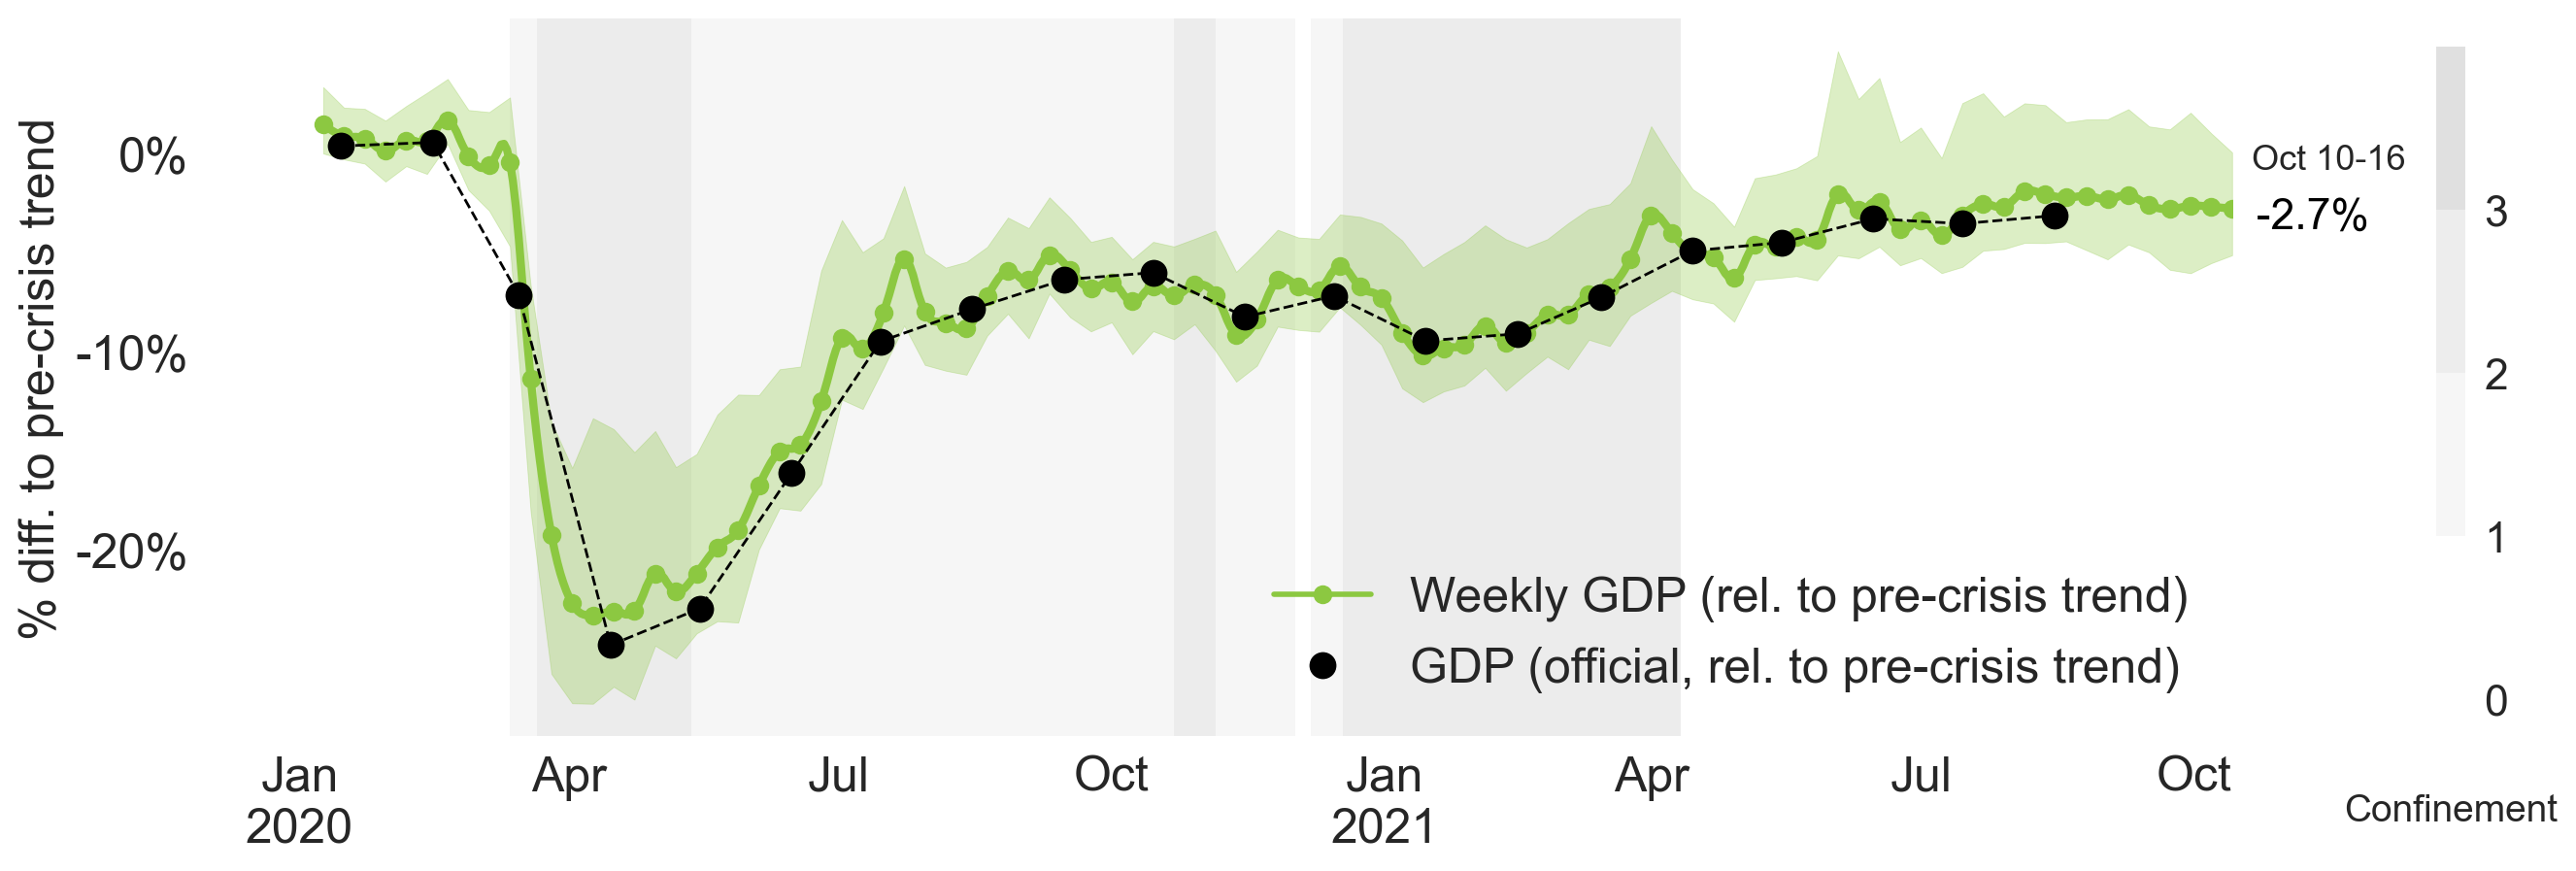 % diff. to pre-crisis trend
0%
-10%
-20%
Oct 10-16
-2.7%
3
2
1
0
Confinement
Weekly GDP (rel. to pre-crisis trend)
GDP (official, rel. to pre-crisis trend)
Jan Apr Jul Oct Jan Apr Jul Oct
2020 2021